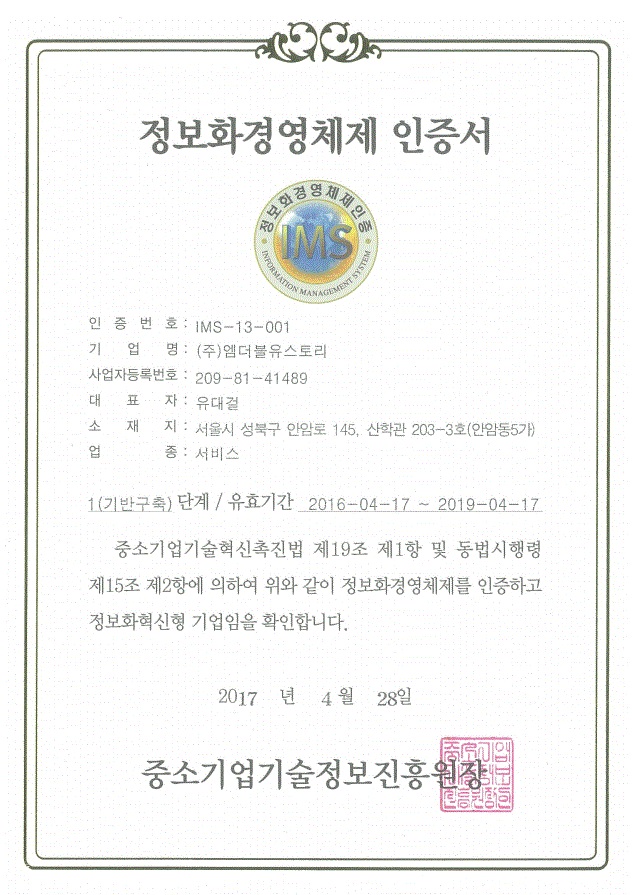 정보화경영체제 인증서
정보화경영체제인증
IMS
INFORMATION MANAGEMENT SYSTEM
인 증 번 호 : IMS-13-001
기 업 명 : (주)엠더블유스토리
사업자등록번호 : 209-81-41489
대 표 자 : 유대걸
소 재 지 : 서울시 성북구 안암로 145, 산학관 203-3호(안암동5가)
업 종 : 서비스
1(기반구축) 단계 / 유효기간 2016-04-17 ~ 2019-04-17
중소기업기술혁신촉진법 제19조 제1항 및 동법시행령
제15조 제2항에 의하여 위와 같이 정보화경영체제를 인증하고
정보화혁신형 기업임을 확인합니다.
2017 년 4 월 28일
중소기업기술정보진흥원장